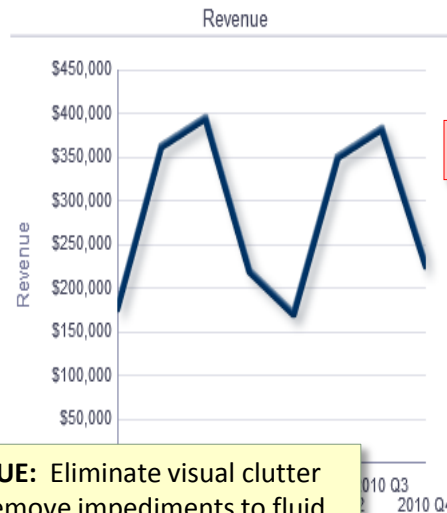 Revenue
$450,000
$400,000
$350,000
$300,000
$250,000
$200,000
$150,000
$100,000
$50,000
Revenue
UE: Eliminate visual clutter
emove impediments to fluid
010 Q3
2010 Q4